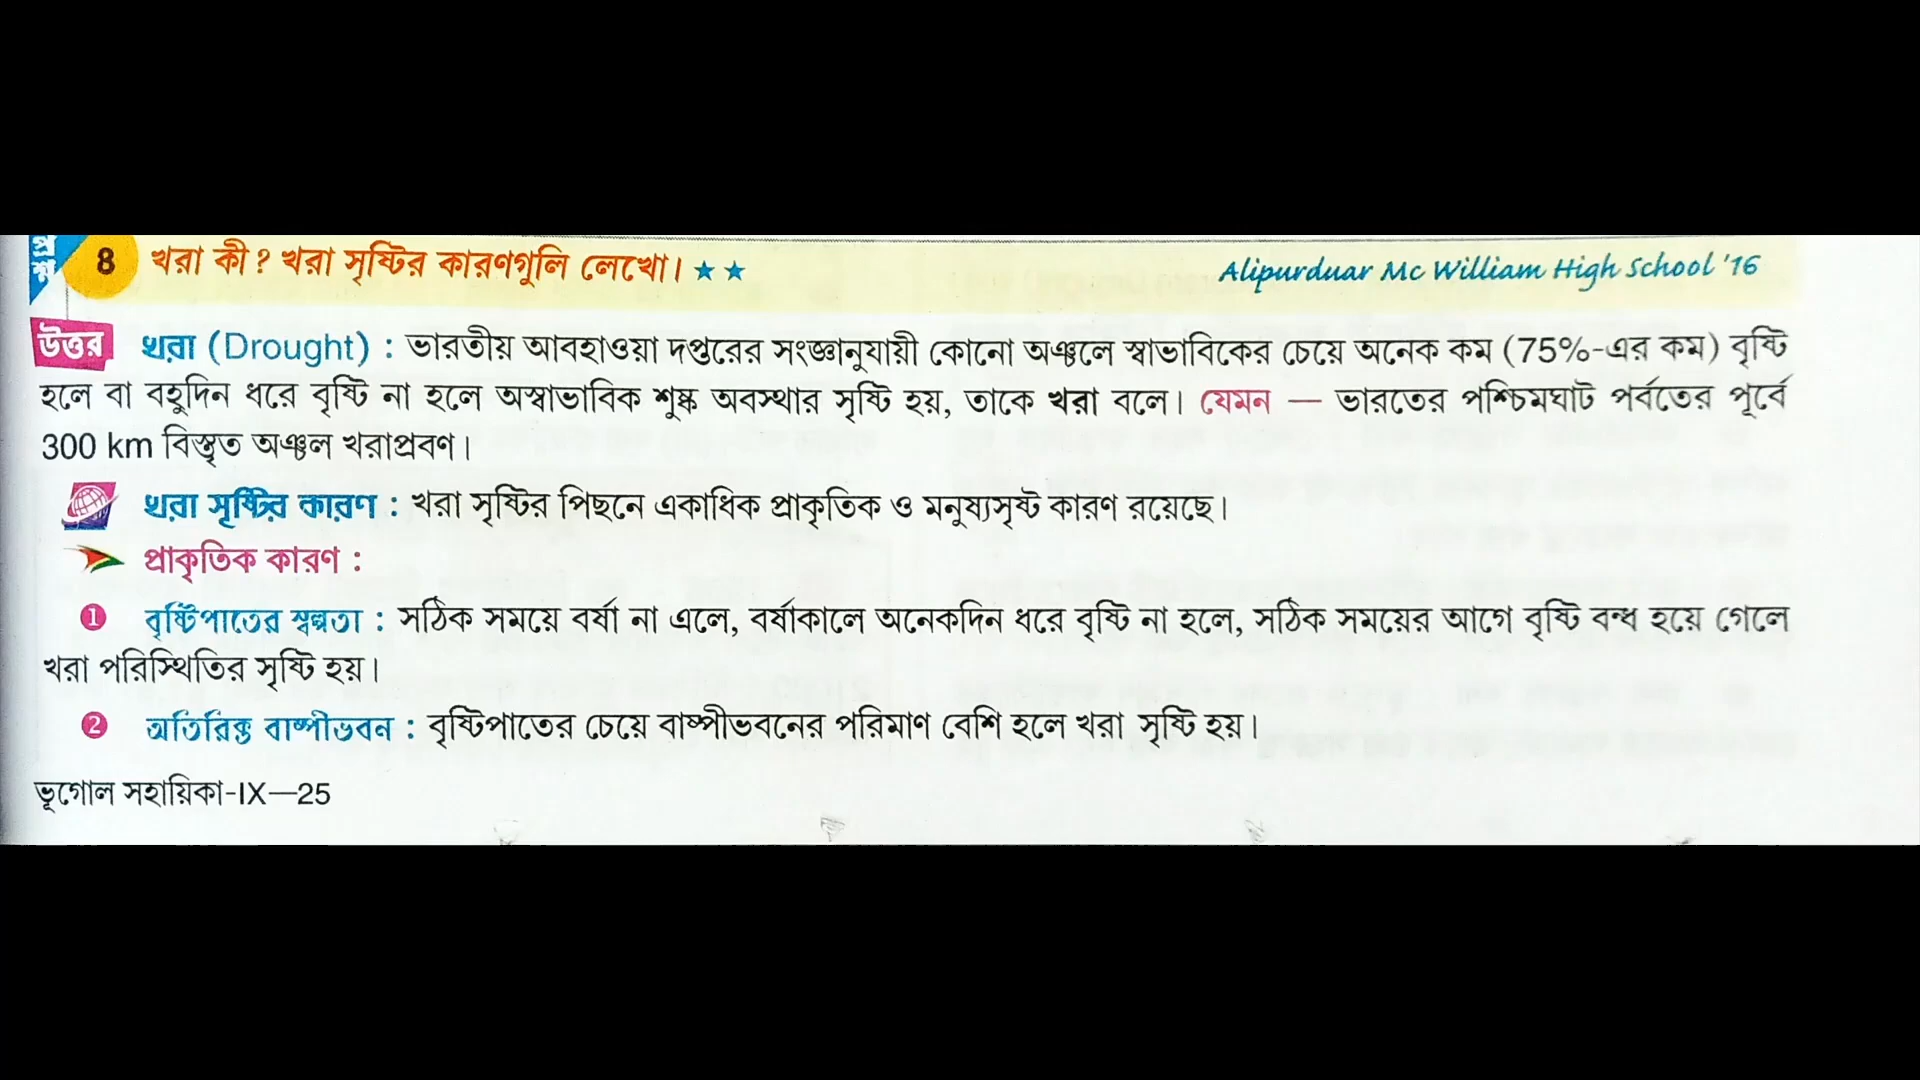 প্রশ্ন 8 খরা কী? খরা সৃষ্টির কারণগুলি লেখো। ★★ Alipurduar Mc William High School '16
উত্তর খরা (Drought) : ভারতীয় আবহাওয়া দপ্তরের সংজ্ঞানুযায়ী কোনো অঞ্চলে স্বাভাবিকের চেয়ে অনেক কম (75%-এর কম) বৃষ্টি
হলে বা বহুদিন ধরে বৃষ্টি না হলে অস্বাভাবিক শুষ্ক অবস্থার সৃষ্টি হয়, তাকে খরা বলে। যেমন — ভারতের পশ্চিমঘাট পর্বতের পূর্বে
300 km বিস্তৃত অঞ্চল খরাপ্রবণ।
খরা সৃষ্টির কারণ : খরা সৃষ্টির পিছনে একাধিক প্রাকৃতিক ও মনুষ্যসৃষ্ট কারণ রয়েছে।
প্রাকৃতিক কারণ :
1 বৃষ্টিপাতের স্বল্পতা : সঠিক সময়ে বর্ষা না এলে, বর্ষাকালে অনেকদিন ধরে বৃষ্টি না হলে, সঠিক সময়ের আগে বৃষ্টি বন্ধ হয়ে গেলে
খরা পরিস্থিতির সৃষ্টি হয়।
2 অতিরিক্ত বাষ্পীভবন : বৃষ্টিপাতের চেয়ে বাষ্পীভবনের পরিমাণ বেশি হলে খরা সৃষ্টি হয়।
ভূগোল সহায়িকা-IX—25